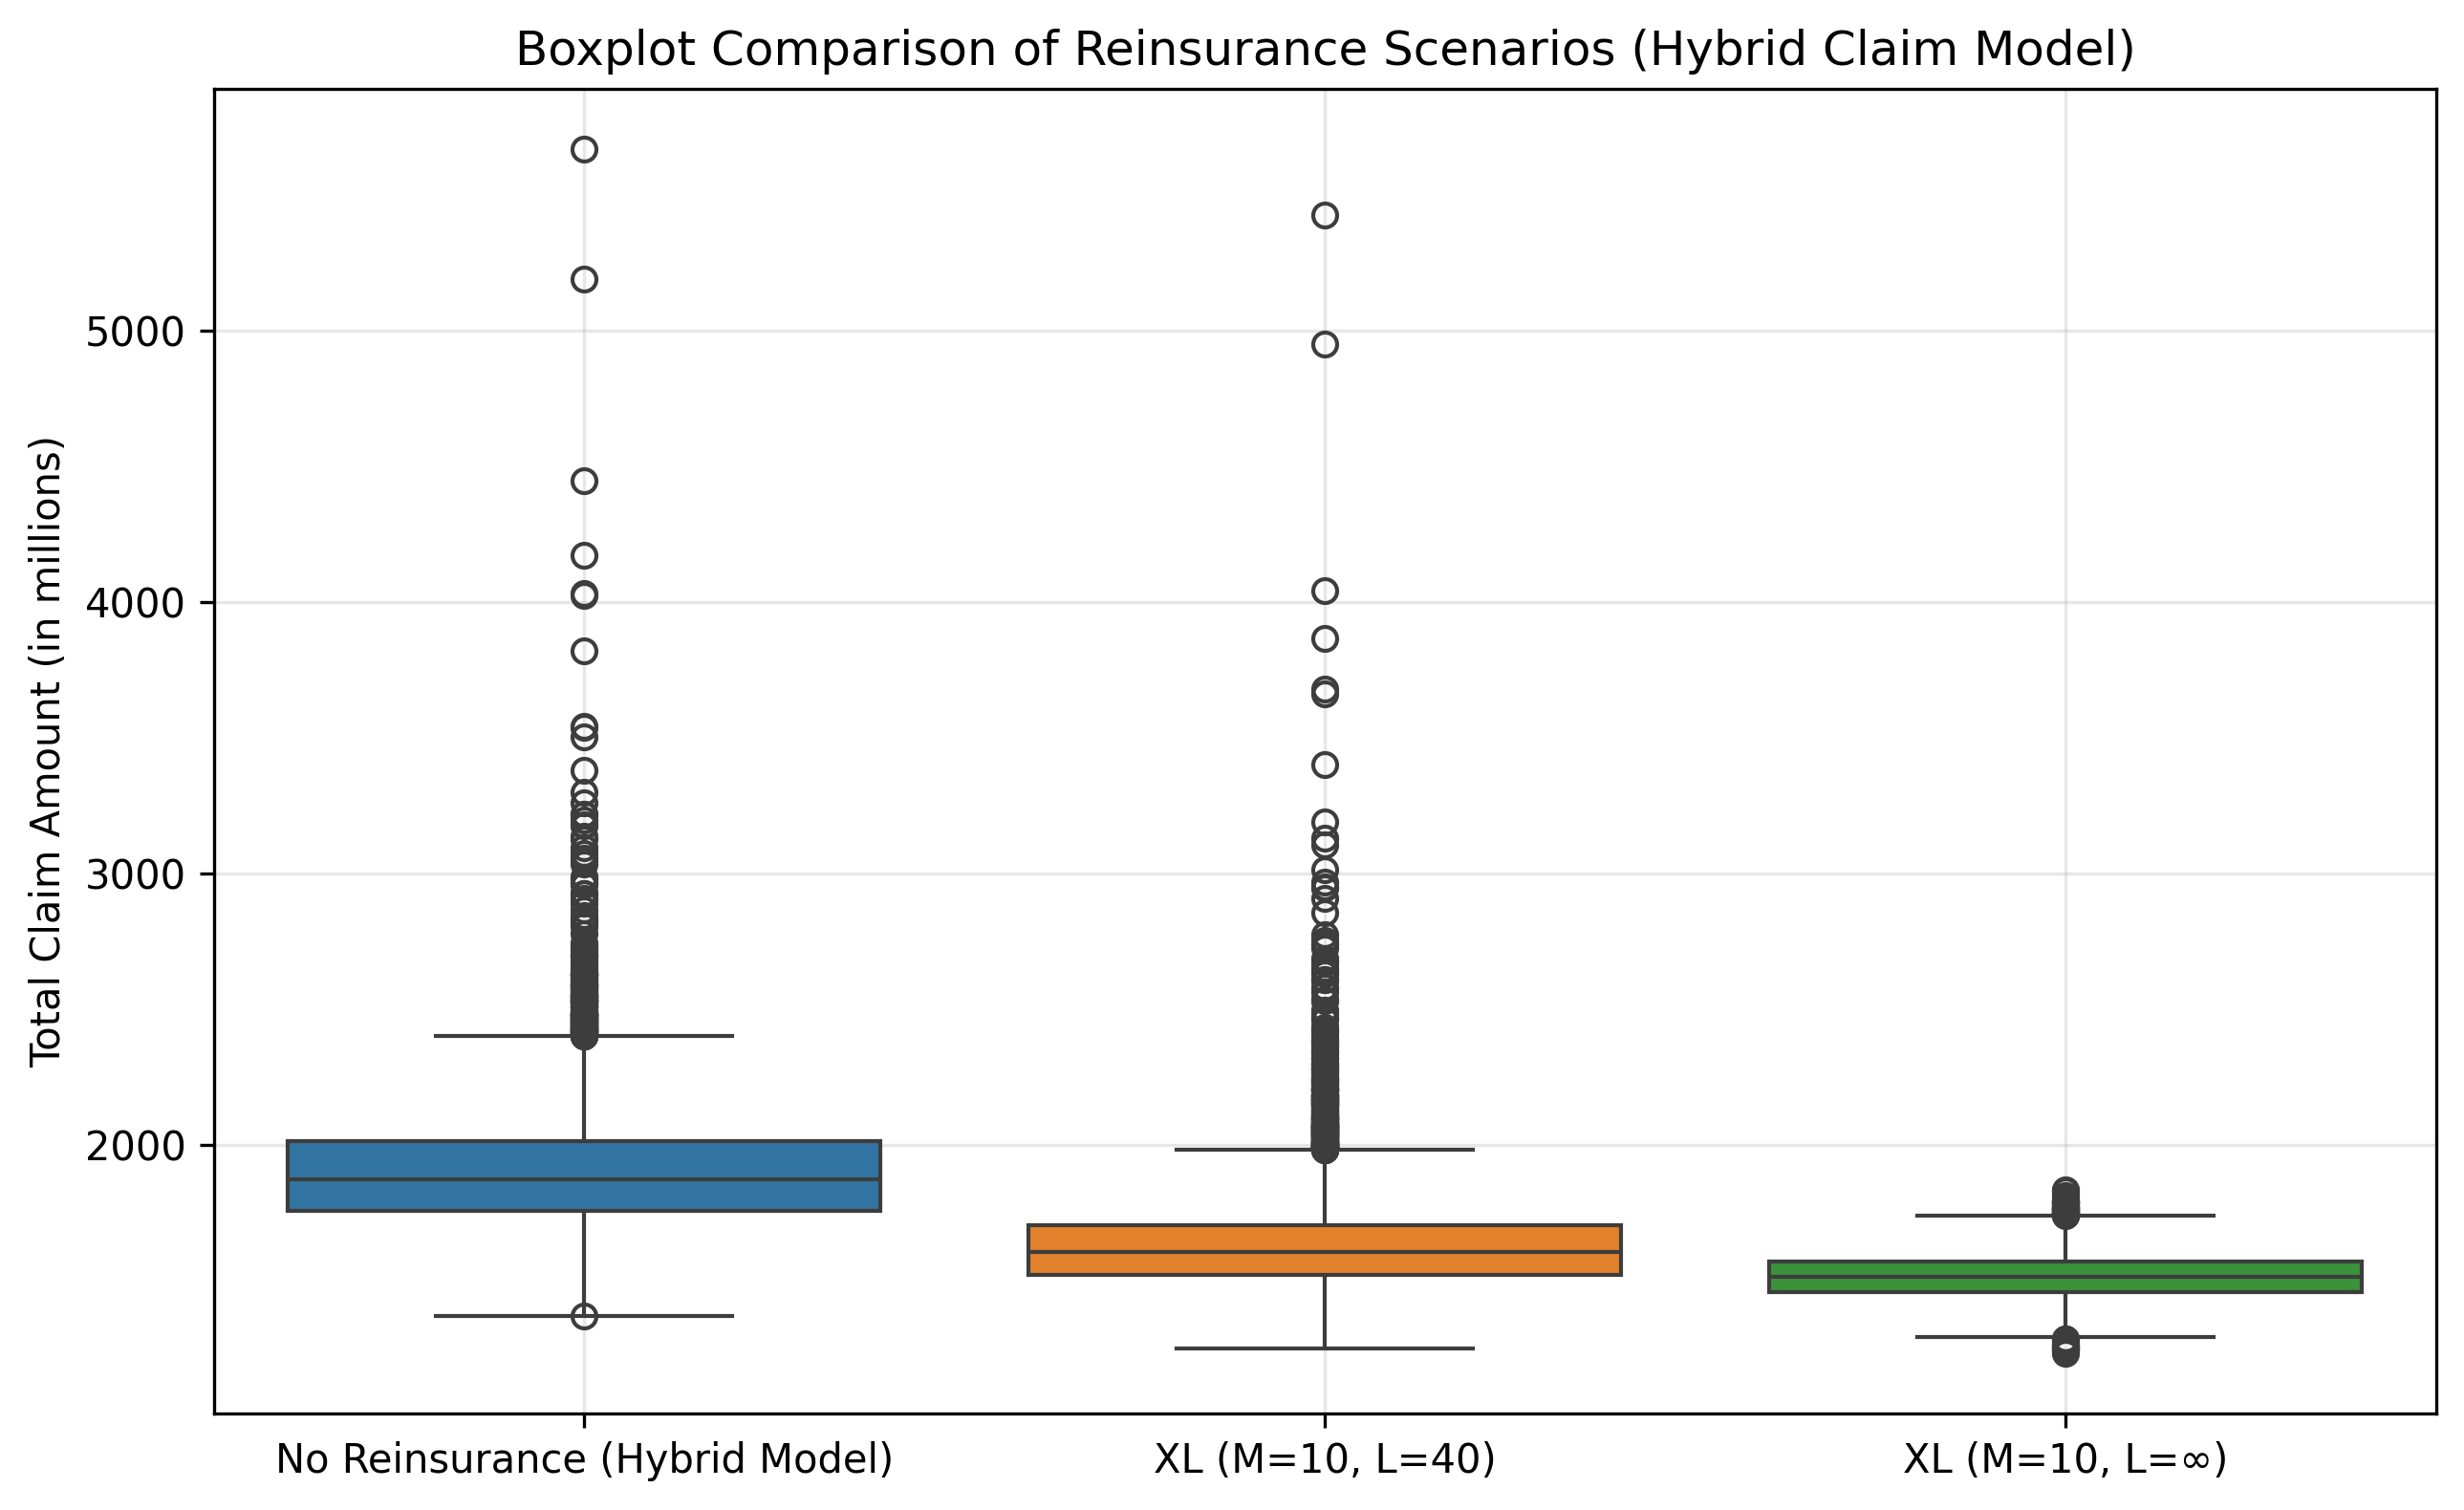 Boxplot Comparison of Reinsurance Scenarios (Hybrid Claim Model)
Total Claim Amount (in millions)
5000
4000
3000
2000
No Reinsurance (Hybrid Model)
XL (M=10, L=40)
XL (M=10, L=∞)